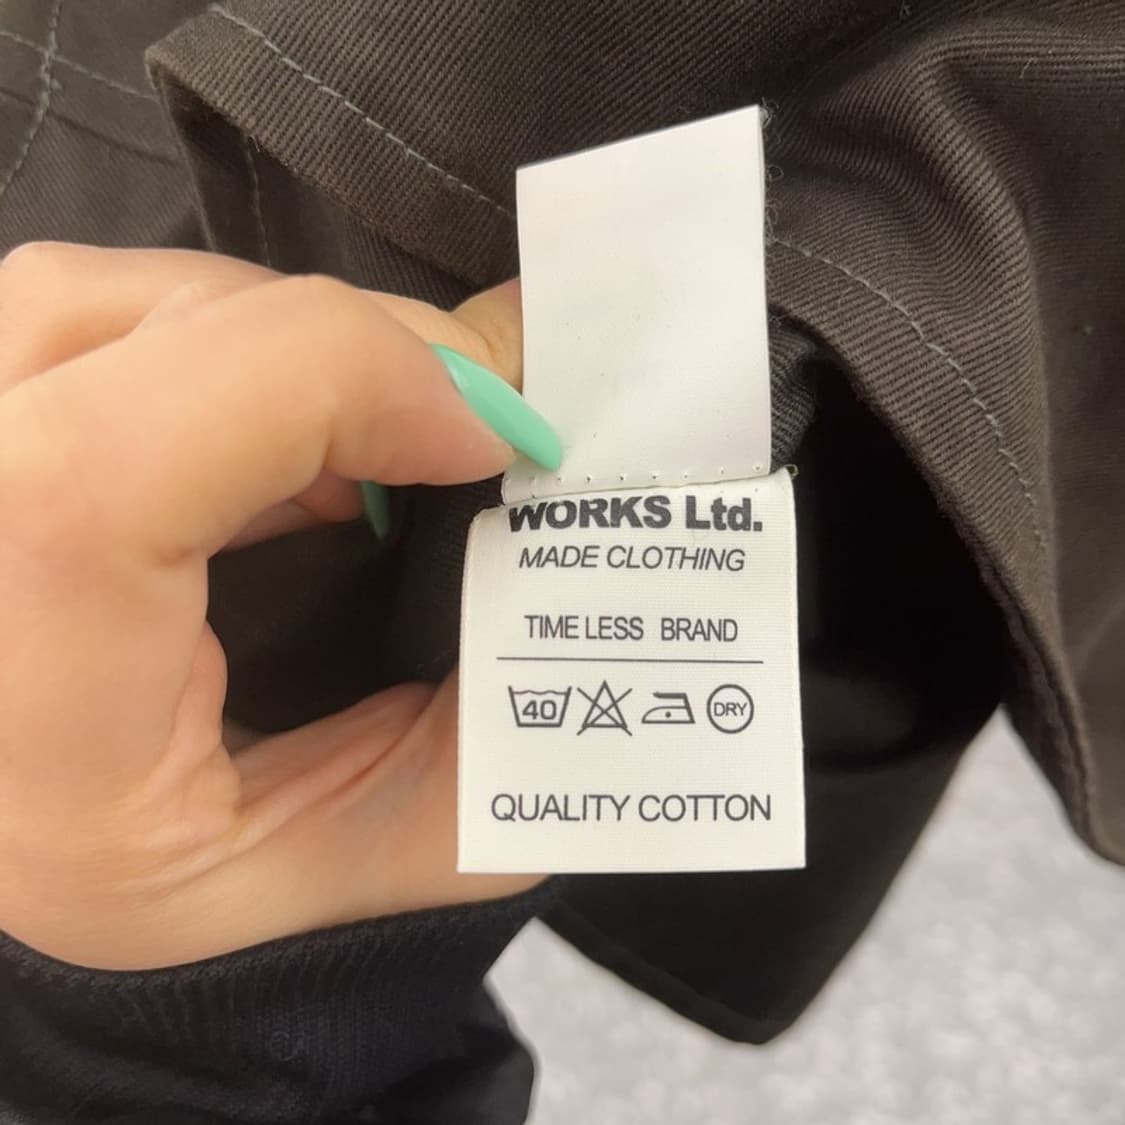 WORKS Ltd.
MADE CLOTHING
TIME LESS BRAND
40 DRY
QUALITY COTTON